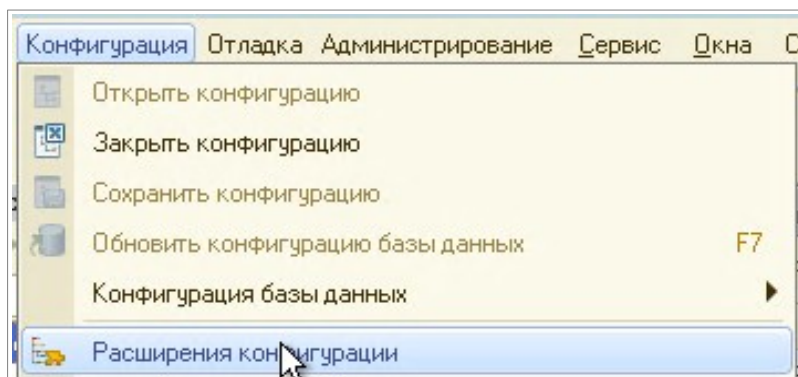 Конфигурация Отладка Администрирование Сервис Окна С
Открыть конфигурацию
Закрыть конфигурацию
Сохранить конфигурацию
Обновить конфигурацию базы данных F7
Конфигурация базы данных
Расширения конфигурации